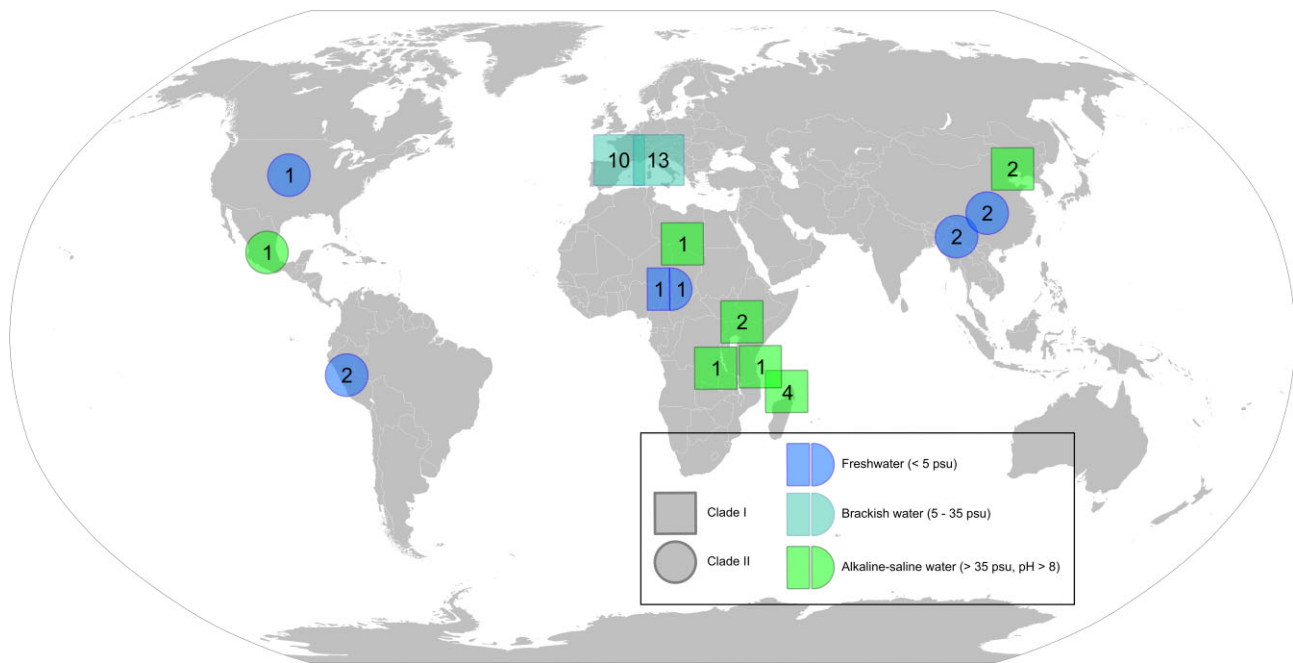 10 13
2
1
2
1
2
1
1 1
2
1
1
2
4
Freshwater (< 5 psu)
Clade I
Brackish water (5 - 35 psu)
Clade II
Alkaline-saline water (> 35 psu, pH > 8)